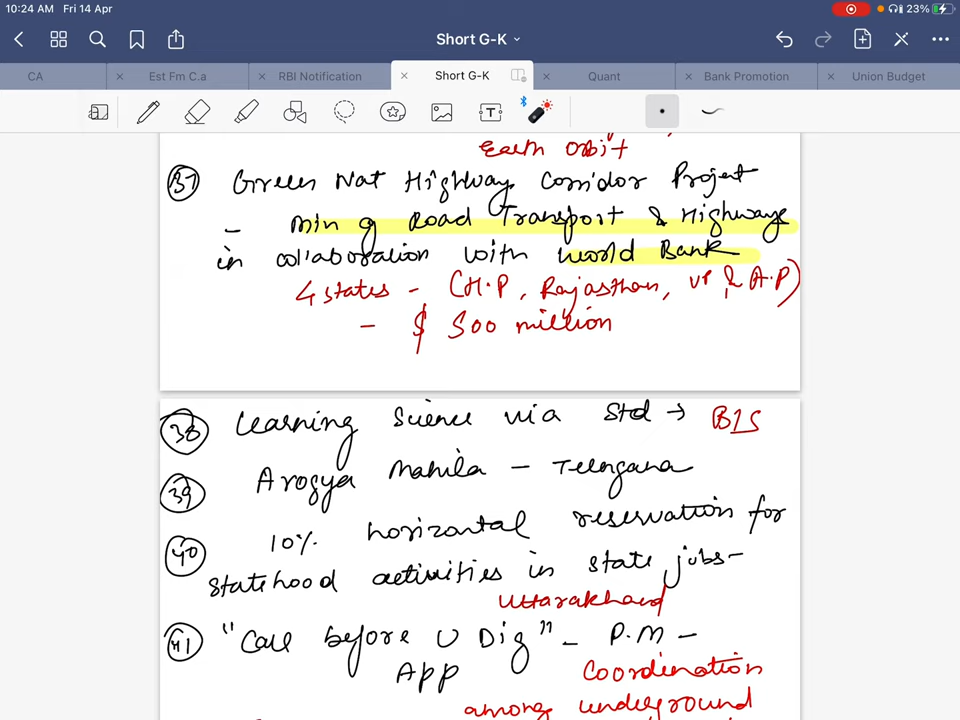 10:24 AM Fri 14 Apr
23%
Short G-K
CA
Est Fm C.a
RBI Notification
Short G-K
Quant
Bank Promotion
Union Budget
Earth Orbit
37 Green Nat Highway Corridor Project
- Min of Road Transport & Highways
in collaboration with World Bank
4 states - (H.P, Rajasthan, UP & A.P)
- $ 500 million
38 Learning Science via Std → BIS
39 Arogya Mahila - Telengana
40 10% horizontal reservation for
statehood activities in state jobs-
Uttarakhand
41 "Call before U Dig" - P.M -
App Coordination
among underground